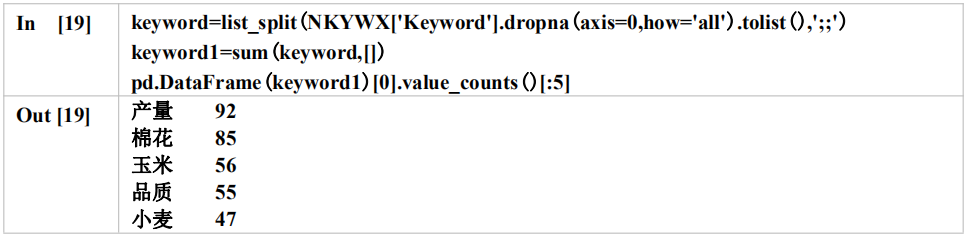 In [19]
keyword=list_split(NKYWX['Keyword'].dropna(axis=0,how='all').tolist(),';;')
keyword1=sum(keyword,[])
pd.DataFrame(keyword1)[0].value_counts()[:5]
Out [19]
产量 92
棉花 85
玉米 56
品质 55
小麦 47